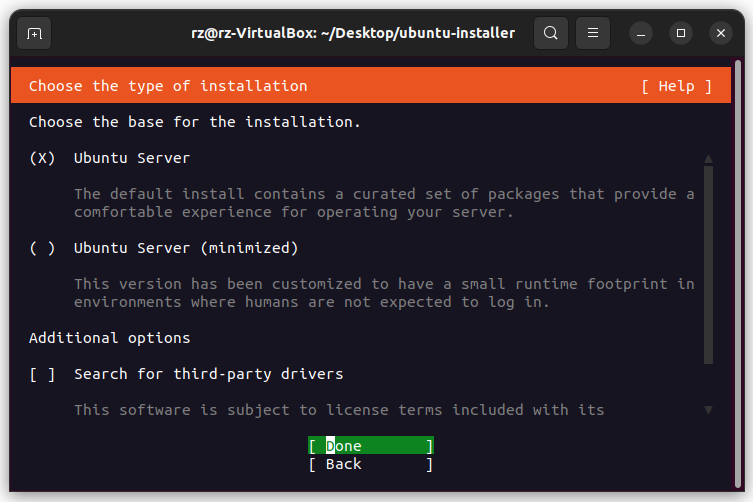 rz@rz-VirtualBox: ~/Desktop/ubuntu-installer
Choose the type of installation [ Help ]
Choose the base for the installation.
(X) Ubuntu Server
The default install contains a curated set of packages that provide a
comfortable experience for operating your server.
( ) Ubuntu Server (minimized)
This version has been customized to have a small runtime footprint in
environments where humans are not expected to log in.
Additional options
[ ] Search for third-party drivers
This software is subject to license terms included with its
[ Done ]
[ Back ]